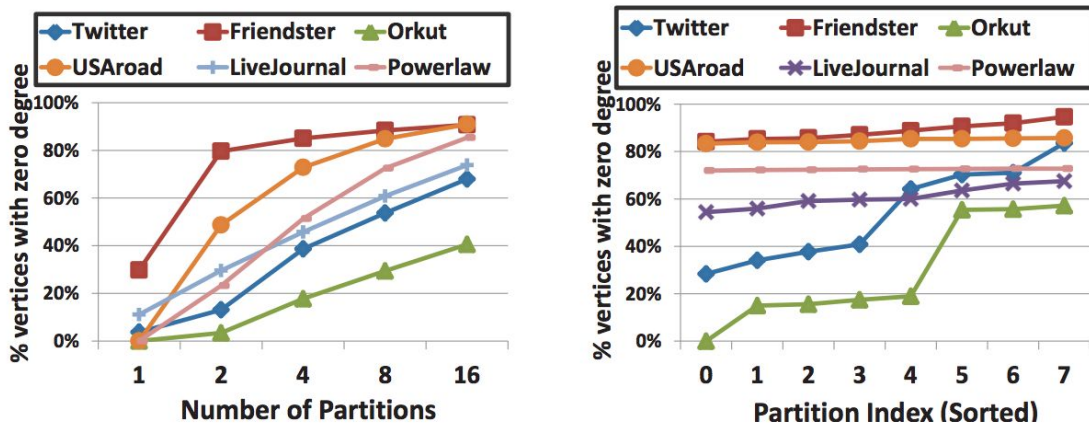 Twitter Friendster Orkut
USAroad LiveJournal Powerlaw
% vertices with zero degree
100%
80%
60%
40%
20%
0%
1 2 4 8 16
Number of Partitions
Twitter Friendster Orkut
USAroad LiveJournal Powerlaw
% vertices with zero degree
100%
80%
60%
40%
20%
0%
0 1 2 3 4 5 6 7
Partition Index (Sorted)